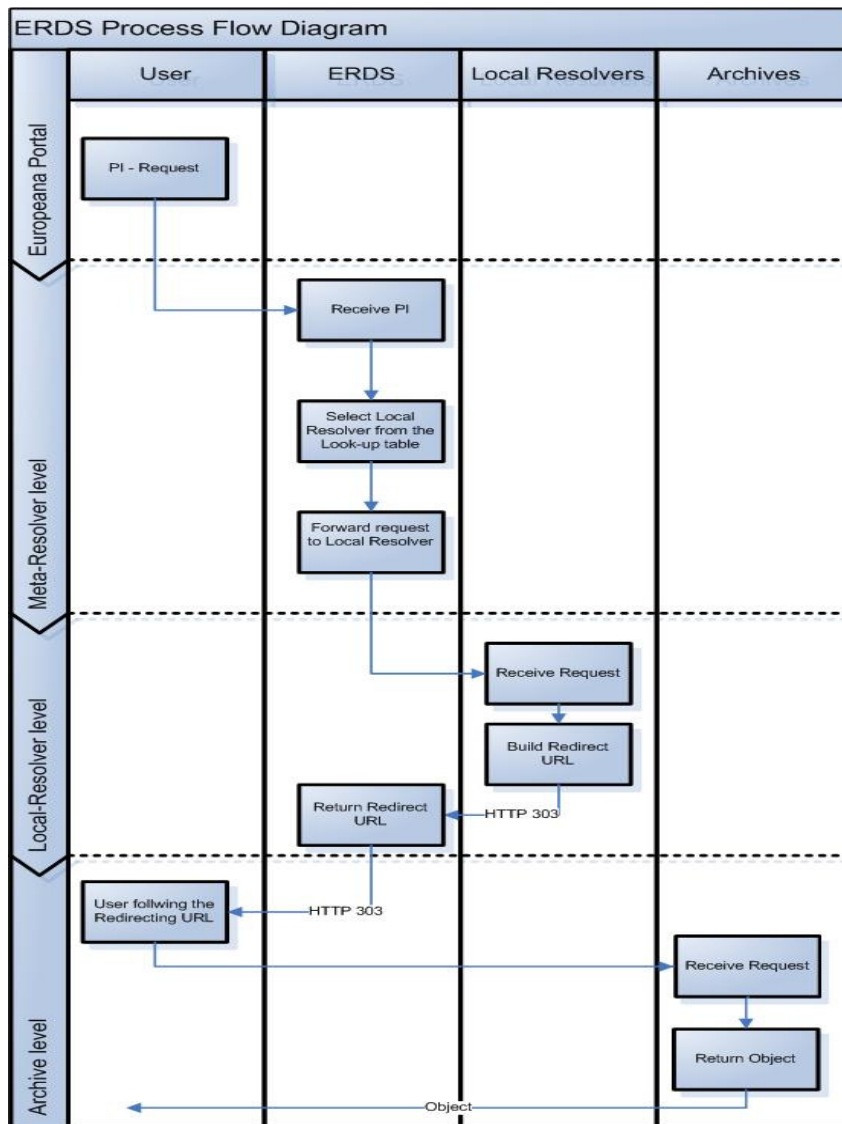 ERDS Process Flow Diagram
User
ERDS
Local Resolvers
Archives
Europeana Portal
PI - Request
Meta-Resolver level
Receive PI
Select Local
Resolver from the
Look-up table
Forward request
to Local Resolver
Local-Resolver level
Receive Request
Build Redirect
URL
HTTP 303
Return Redirect
URL
Archive level
HTTP 303
User follwing the
Redirecting URL
Receive Request
Return Object
Object